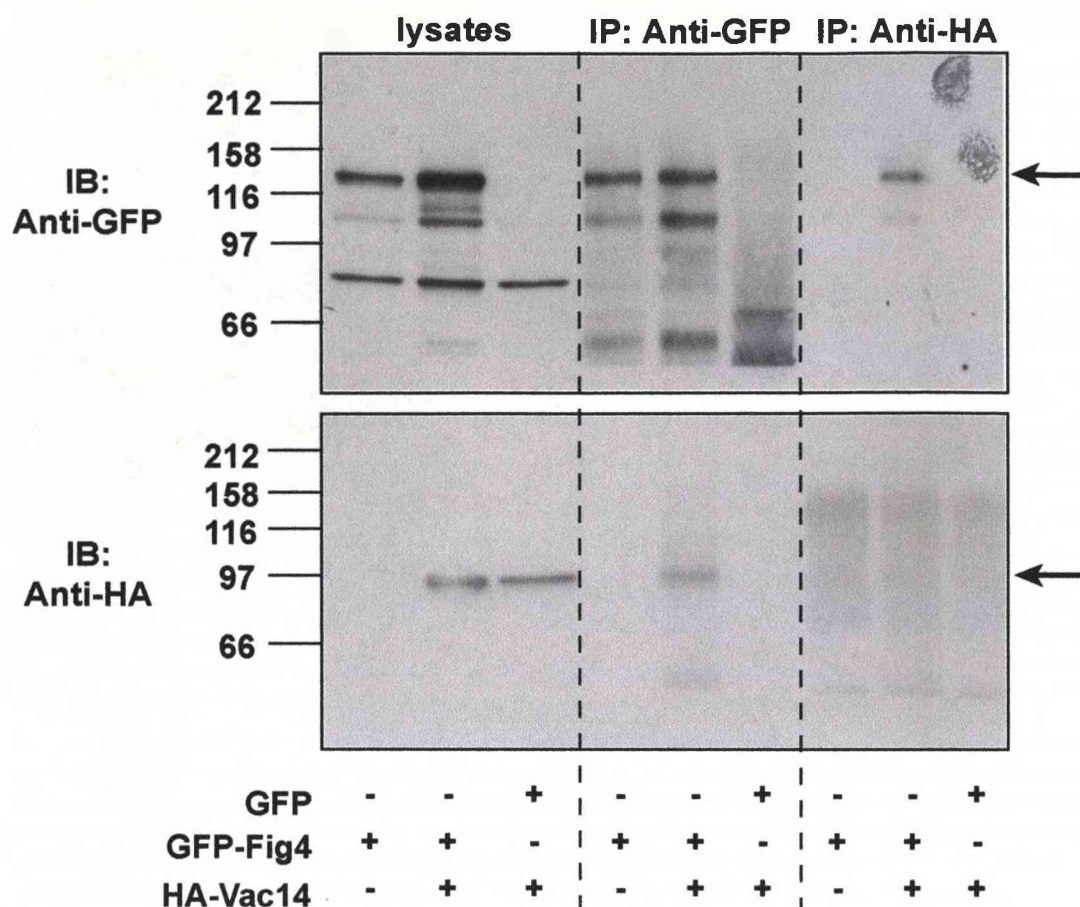 lysates IP: Anti-GFP IP: Anti-HA
212
158
116
97
66
IB:
Anti-GFP
212
158
116
97
66
IB:
Anti-HA
GFP - - + - - + - - +
GFP-Fig4 + + - + + - + + -
HA-Vac14 - + + - + + - + +